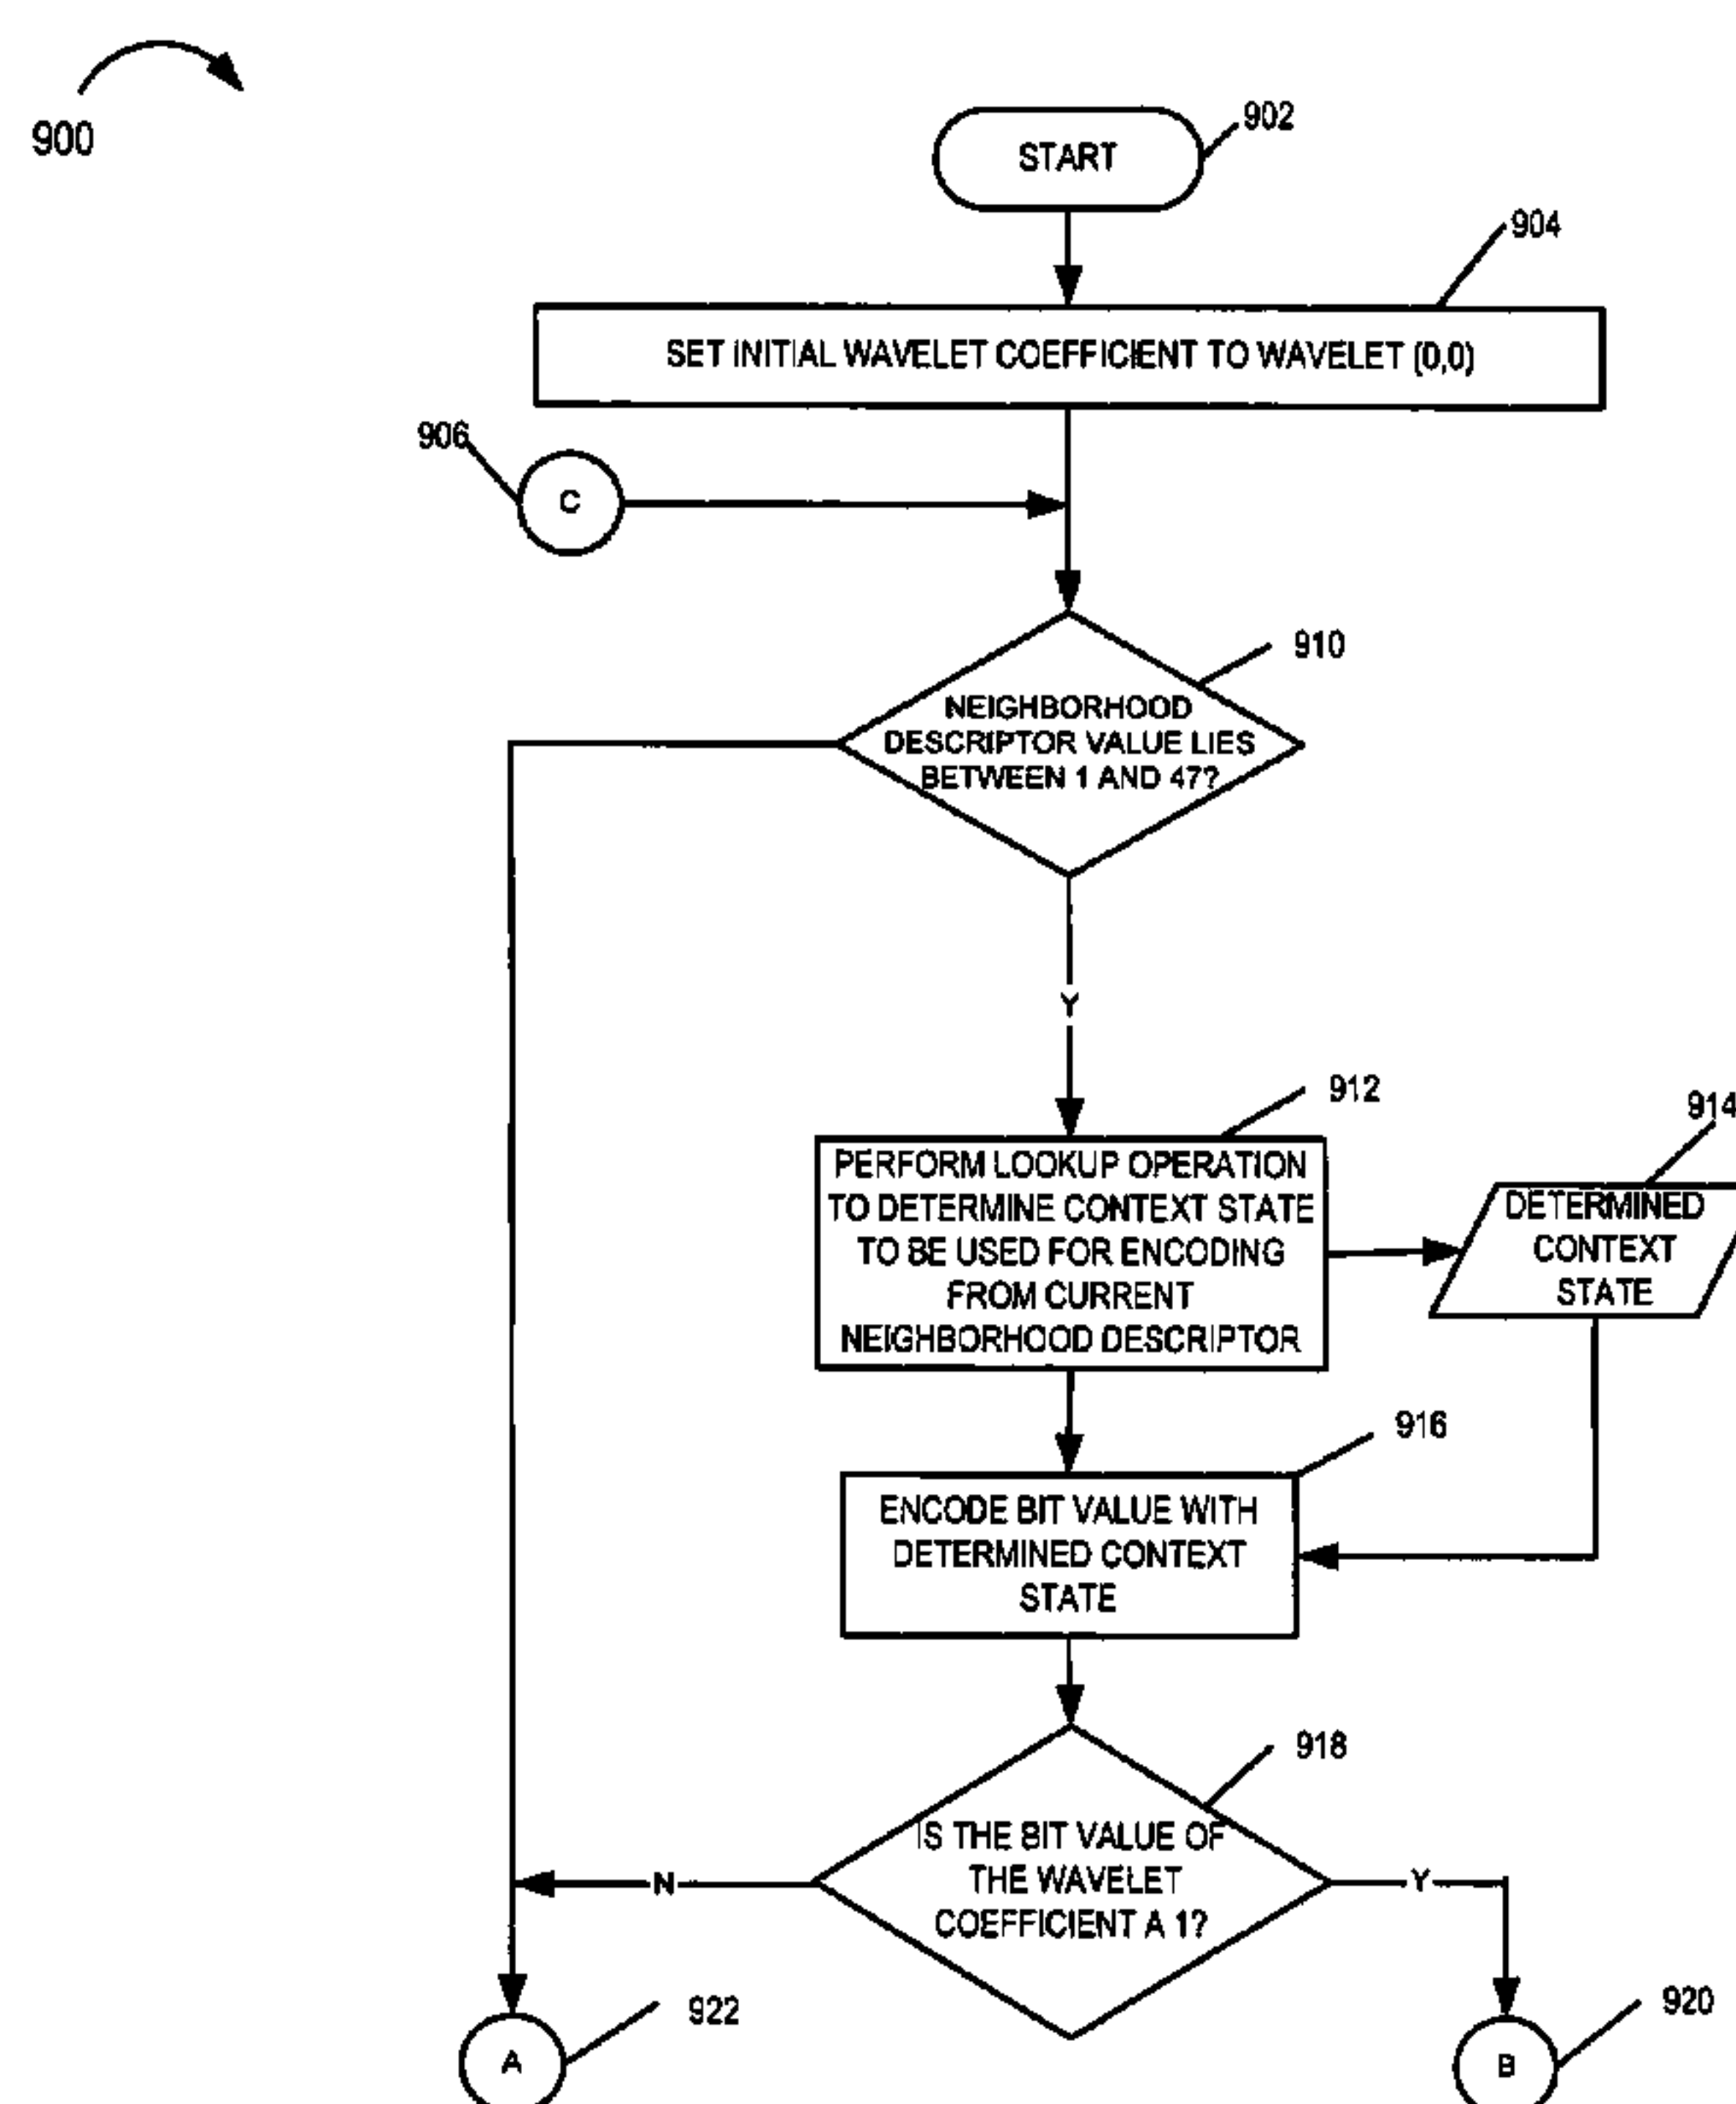 900
START
902
904
SET INITIAL WAVELET COEFFICIENT TO WAVELET (0,0)
906
C
910
NEIGHBORHOOD
DESCRIPTOR VALUE LIES
BETWEEN 1 AND 47?
Y
912
914
PERFORM LOOKUP OPERATION
TO DETERMINE CONTEXT STATE
TO BE USED FOR ENCODING
FROM CURRENT
NEIGHBORHOOD DESCRIPTOR
DETERMINED
CONTEXT
STATE
916
ENCODE BIT VALUE WITH
DETERMINED CONTEXT
STATE
918
IS THE BIT VALUE OF
THE WAVELET
COEFFICIENT A 1?
N
Y
922
920
A
B